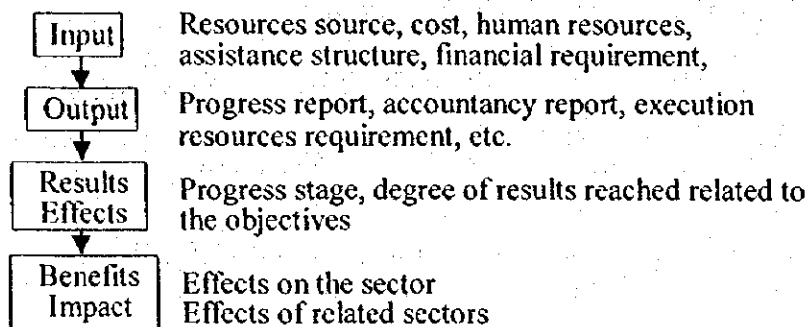 Input
Resources source, cost, human resources,
assistance structure, financial requirement,
Output
Progress report, accountancy report, execution
resources requirement, etc.
Results
Effects
Progress stage, degree of results reached related to
the objectives
Benefits
Impact
Effects on the sector
Effects of related sectors